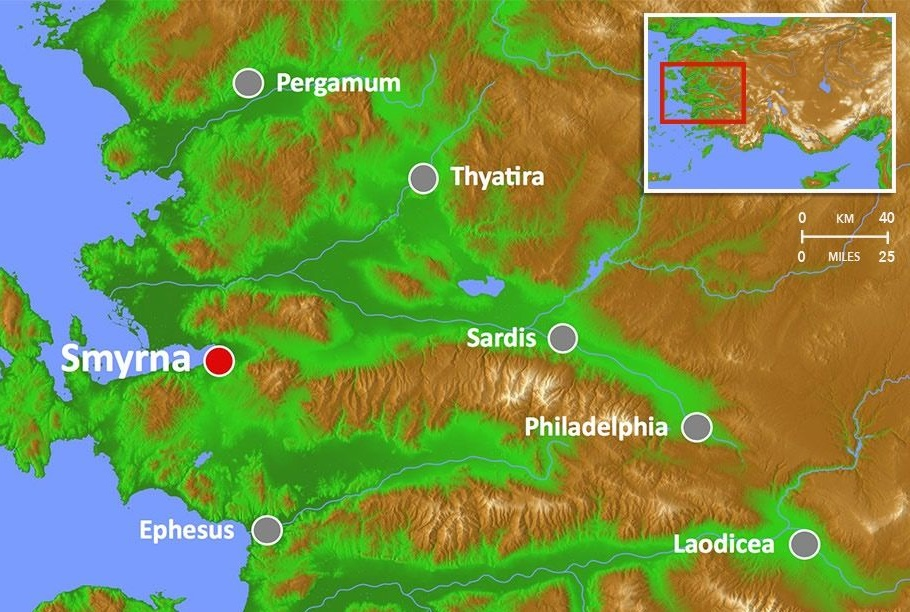 Pergamum
Thyatira
0 KM 40
0 MILES 25
Sardis
Smyrna
Philadelphia
Ephesus
Laodicea